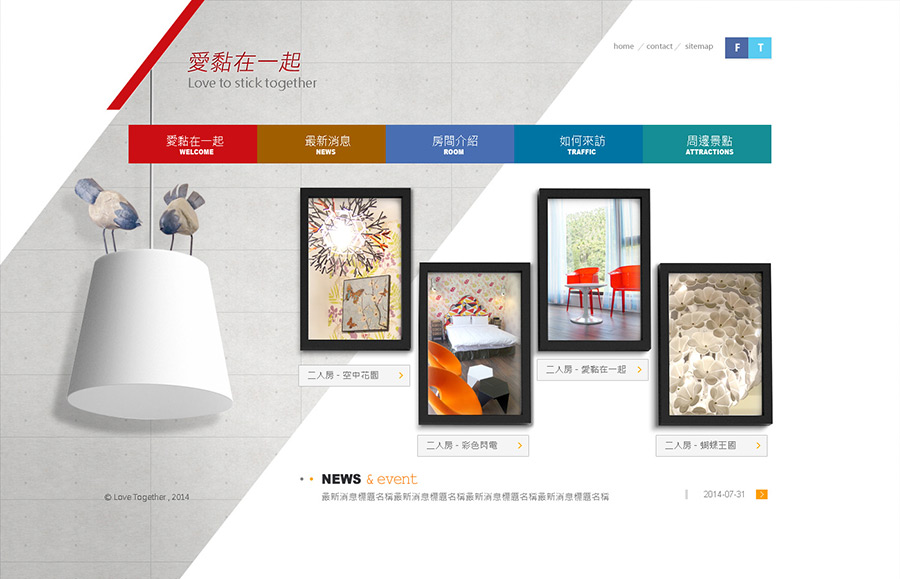 home ／ contact ／ sitemap
F T
愛黏在一起
Love to stick together
愛黏在一起
WELCOME
最新消息
NEWS
房間介紹
ROOM
如何來訪
TRAFFIC
周邊景點
ATTRACTIONS
二人房 - 空中花園
二人房 - 彩色閃電
二人房 - 愛黏在一起
二人房 - 蝴蝶王國
NEWS & event
最新消息標題名稱最新消息標題名稱最新消息標題名稱最新消息標題名稱
2014-07-31
© Love Together , 2014